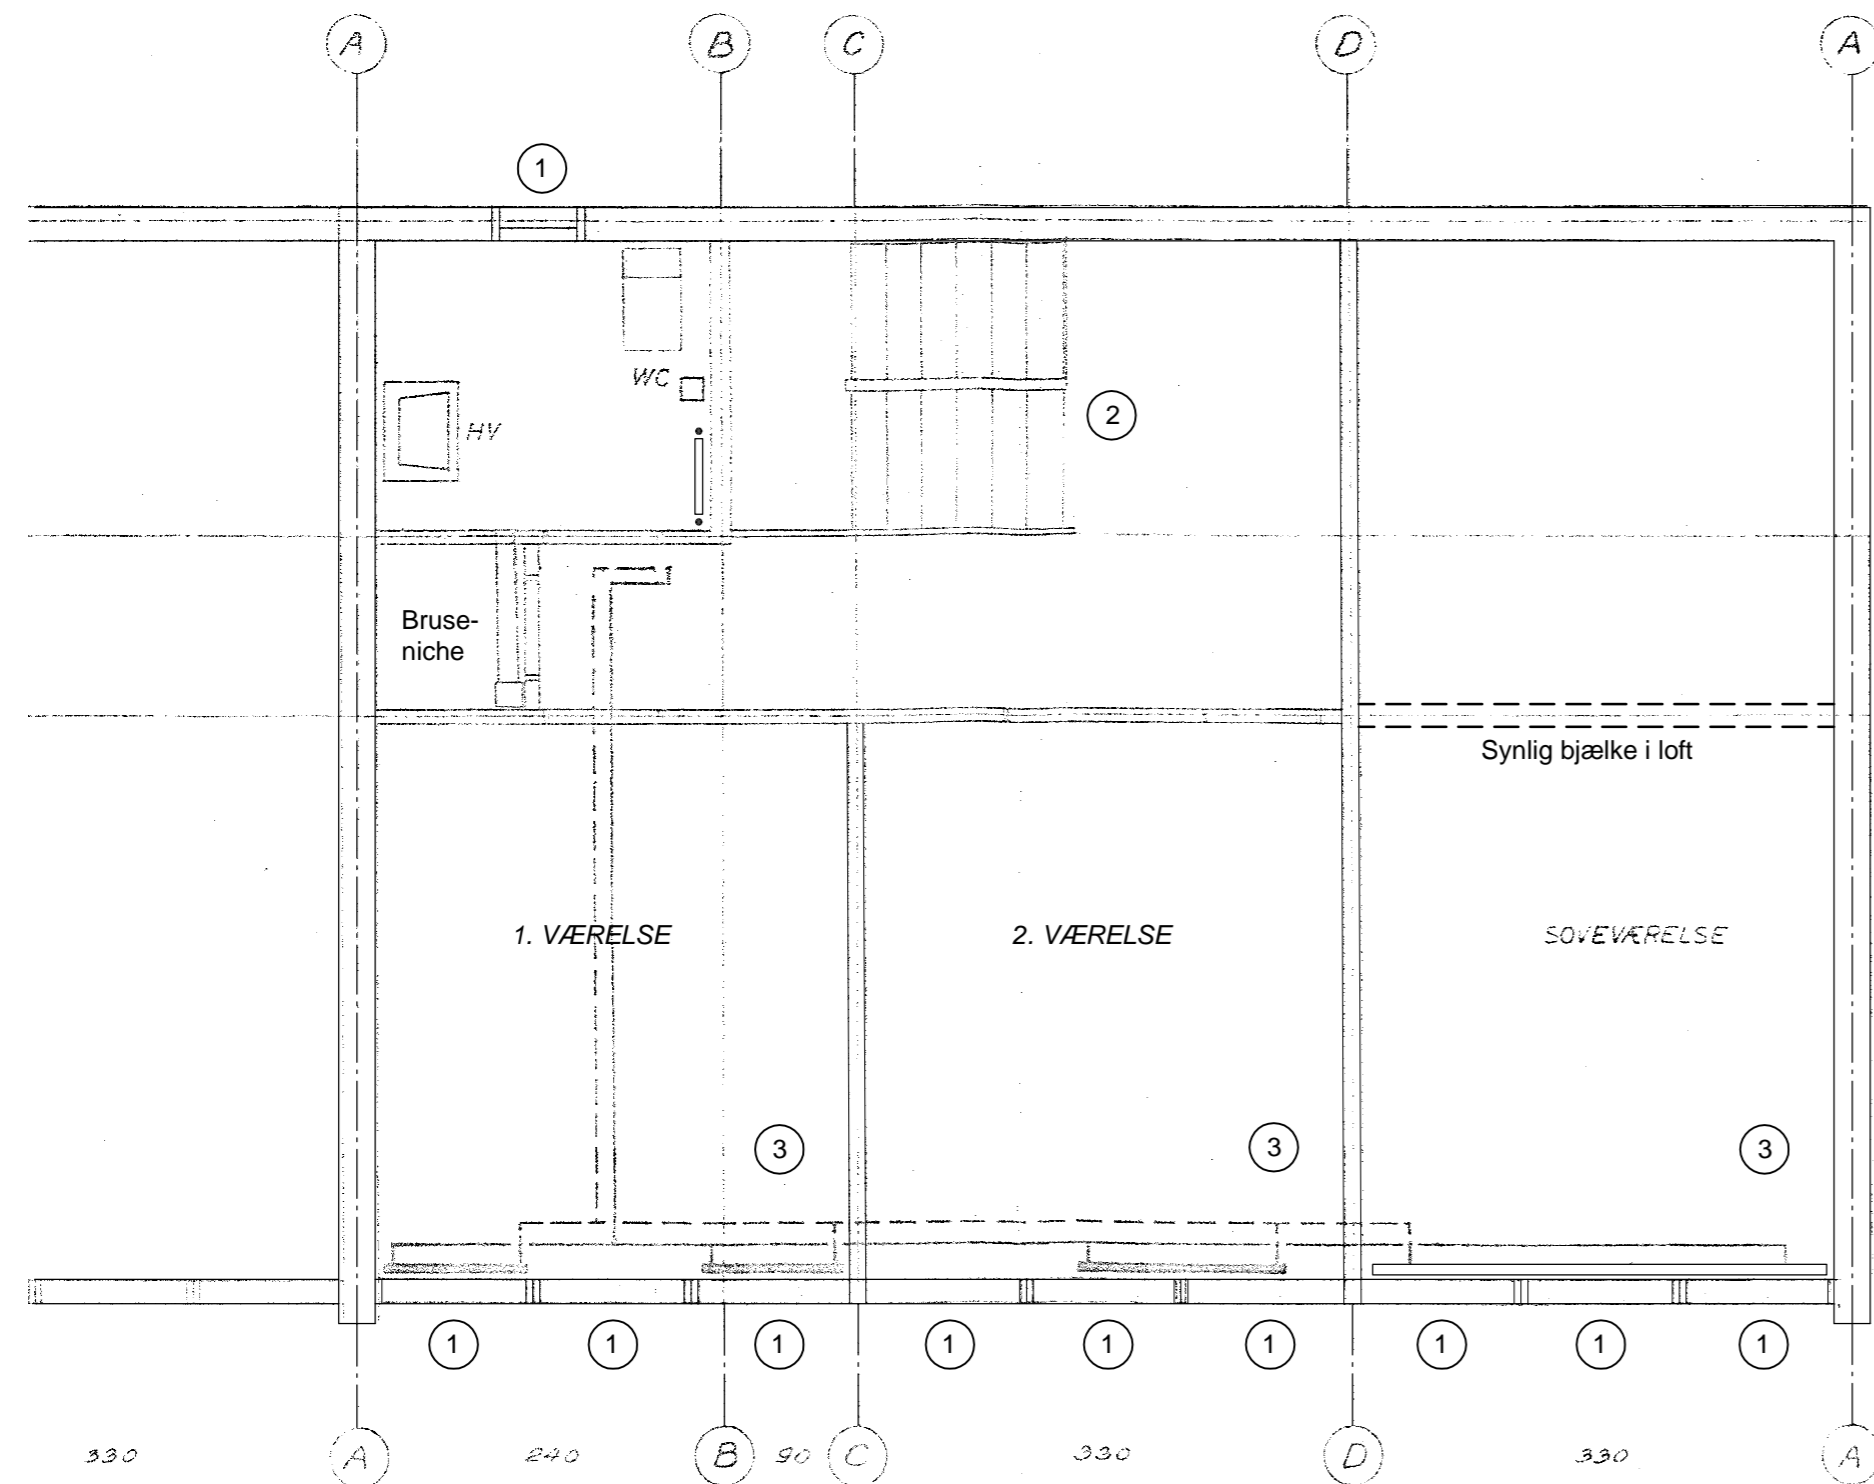 A B C D A
1
WC
HV
2
Bruse-
niche
Synlig bjælke i loft
1. VÆRELSE
2. VÆRELSE
SOVEVÆRELSE
3 3 3
1 1 1 1 1 1 1 1 1
330 A 240 B 90 C 330 D 330 A